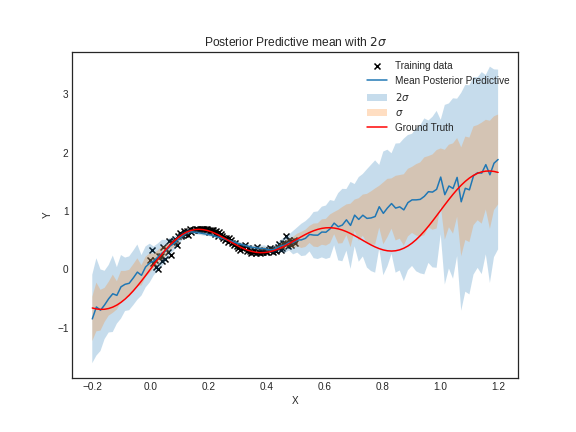 Posterior Predictive mean with 2σ
Training data
Mean Posterior Predictive
2σ
σ
Ground Truth
Y
3
2
1
0
−1
−0.2 0.0 0.2 0.4 0.6 0.8 1.0 1.2
X